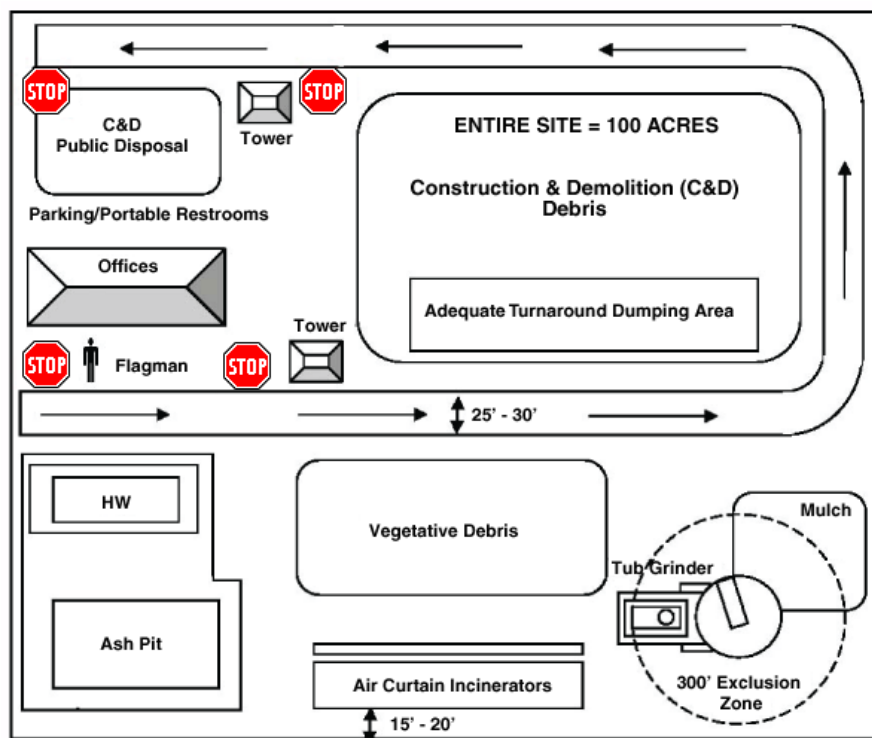 STOP
STOP
C&D
Public Disposal
Tower
ENTIRE SITE = 100 ACRES
Construction & Demolition (C&D)
Debris
Parking/Portable Restrooms
Offices
Adequate Turnaround Dumping Area
Tower
STOP
Flagman
STOP
25' - 30'
HW
Vegetative Debris
Mulch
Tub Grinder
Ash Pit
Air Curtain Incinerators
300' Exclusion
Zone
15' - 20'